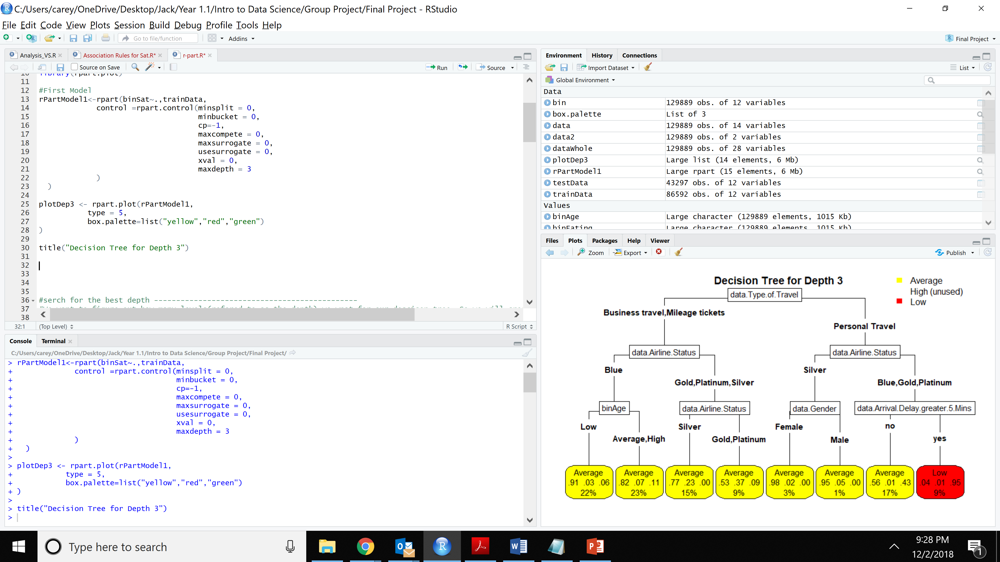 C:/Users/carey/OneDrive/Desktop/Jack/Year 1.1/Intro to Data Science/Group Project/Final Project - RStudio
File Edit Code View Plots Session Build Debug Profile Tools Help
Go to file/function
Addins
Final Project
Analysis_VS.R
Association Rules for Sat.R*
r-part.R*
Source on Save
Run
Source
10 library(rpart.plot)
11
12 #First Model
13 rPartModel1<-rpart(binSat~.,trainData,
14 control =rpart.control(minsplit = 0,
15 minbucket = 0,
16 cp=-1,
17 maxcompete = 0,
18 maxsurrogate = 0,
19 usesurrogate = 0,
20 xval = 0,
21 maxdepth = 3
22 )
23 )
24
25 plotDep3 <- rpart.plot(rPartModel1,
26 type = 5,
27 box.palette=list("yellow","red","green")
28 )
29
30 title("Decision Tree for Depth 3")
31
32
33
34
35
36 #serch for the best depth ----------------------------------------------
37
38
32:1 (Top Level) R Script
Console Terminal
C:/Users/carey/OneDrive/Desktop/Jack/Year 1.1/Intro to Data Science/Group Project/Final Project/
> rPartModel1<-rpart(binSat~.,trainData,
+ control =rpart.control(minsplit = 0,
+ minbucket = 0,
+ cp=-1,
+ maxcompete = 0,
+ maxsurrogate = 0,
+ usesurrogate = 0,
+ xval = 0,
+ maxdepth = 3
+ )
+ )
>
> plotDep3 <- rpart.plot(rPartModel1,
+ type = 5,
+ box.palette=list("yellow","red","green")
+ )
>
> title("Decision Tree for Depth 3")
>
Environment History Connections
Import Dataset
List
Global Environment
Data
bin 129889 obs. of 12 variables
box.palette List of 3
data 129889 obs. of 14 variables
data2 129889 obs. of 2 variables
dataWhole 129889 obs. of 28 variables
plotDep3 Large list (14 elements, 6 Mb)
rPartModel1 Large rpart (15 elements, 6 Mb)
testData 43297 obs. of 12 variables
trainData 86592 obs. of 12 variables
Values
binAge Large character (129889 elements, 1015 Kb)
binEating Large character (129889 elements, 1015 Kb)
Files Plots Packages Help Viewer
Zoom Export Publish
Decision Tree for Depth 3
Average
High (unused)
Low
data.Type.of.Travel
Business travel,Mileage tickets
Personal Travel
data.Airline.Status
data.Airline.Status
Blue
Silver
Gold,Platinum,Silver
Blue,Gold,Platinum
binAge
data.Airline.Status
data.Gender
data.Arrival.Delay.greater.5.Mins
Low
Silver
Female
no
Average,High
Gold,Platinum
Male
yes
Average
.91 .03 .06
22%
Average
.82 .07 .11
23%
Average
.77 .23 .00
15%
Average
.53 .37 .09
9%
Average
.98 .02 .00
3%
Average
.95 .05 .00
1%
Average
.56 .01 .43
17%
Low
.04 .01 .95
9%
Type here to search
9:28 PM
12/2/2018
1